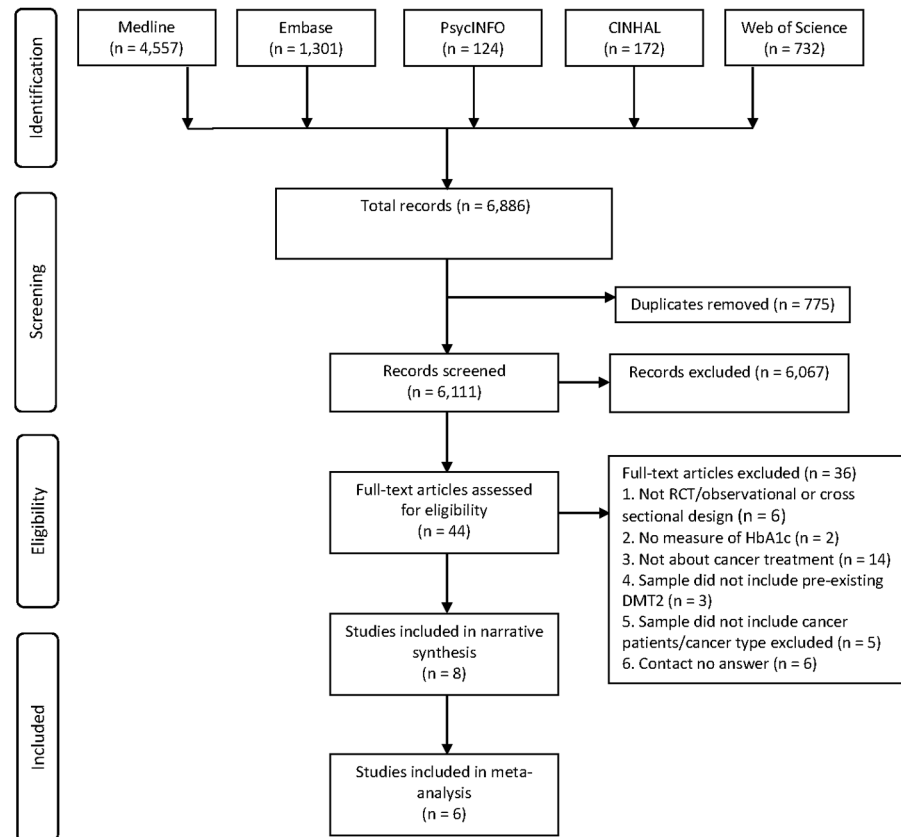 Identification
Medline
(n = 4,557)
Embase
(n = 1,301)
PsycINFO
(n = 124)
CINHAL
(n = 172)
Web of Science
(n = 732)
Screening
Total records (n = 6,886)
Duplicates removed (n = 775)
Records screened
(n = 6,111)
Records excluded (n = 6,067)
Eligibility
Full-text articles assessed
for eligibility
(n = 44)
Full-text articles excluded (n = 36)
1. Not RCT/observational or cross
sectional design (n = 6)
2. No measure of HbA1c (n = 2)
3. Not about cancer treatment (n = 14)
4. Sample did not include pre-existing
DMT2 (n = 3)
5. Sample did not include cancer
patients/cancer type excluded (n = 5)
6. Contact no answer (n = 6)
Included
Studies included in narrative
synthesis
(n = 8)
Studies included in meta-
analysis
(n = 6)